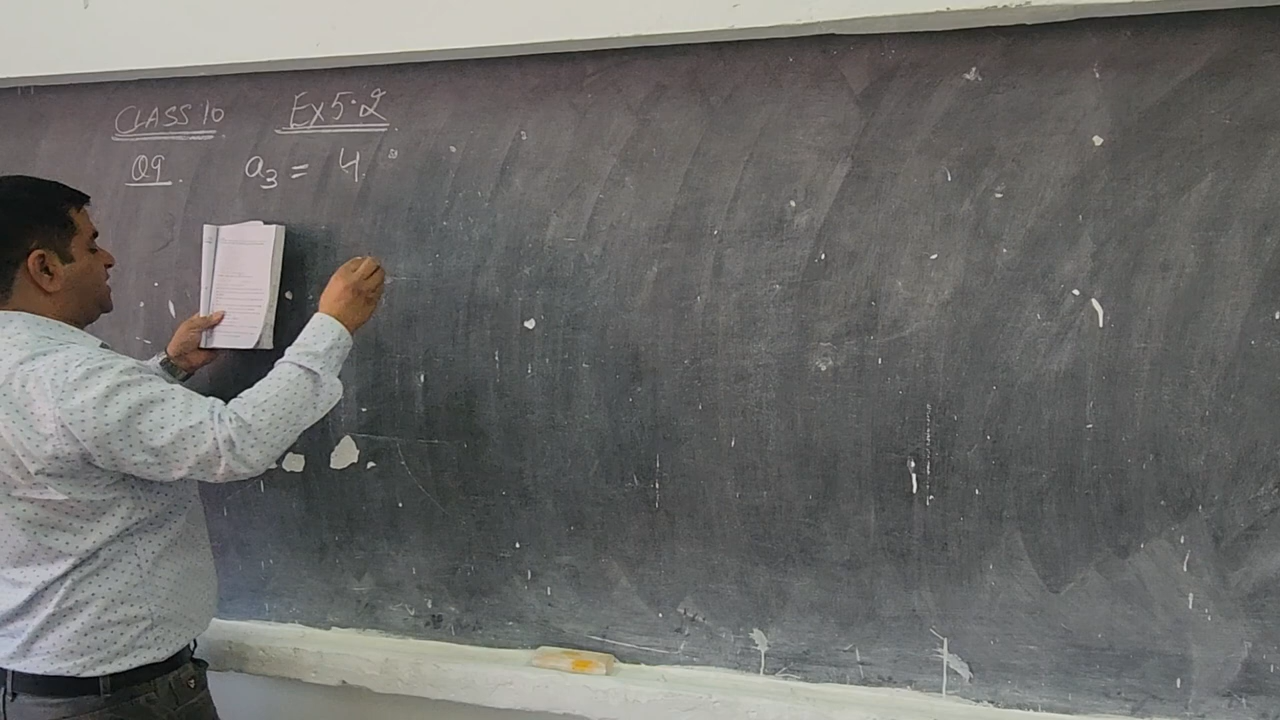 CLASS 10 Ex 5.2
Q9. a₃ = 4